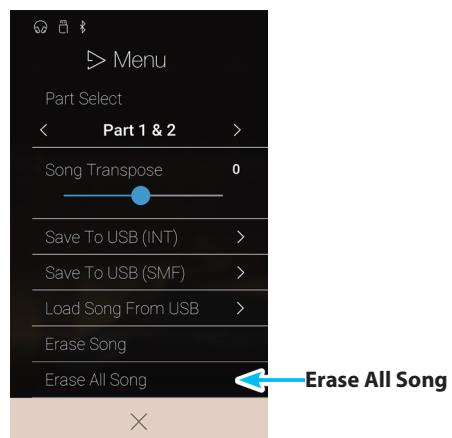 Menu
Part Select
< Part 1 & 2 >
Song Transpose 0
Save To USB (INT) >
Save To USB (SMF) >
Load Song From USB >
Erase Song
Erase All Song
Erase All Song